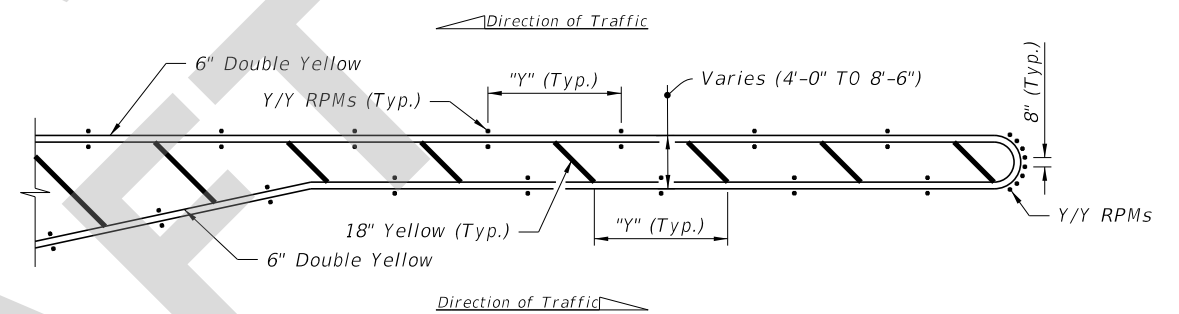 Direction of Traffic
6" Double Yellow
"Y" (Typ.)
Varies (4'-0" TO 8'-6")
Y/Y RPMs (Typ.)
8" (Typ.)
18" Yellow (Typ.)
"Y" (Typ.)
Y/Y RPMs
6" Double Yellow
Direction of Traffic